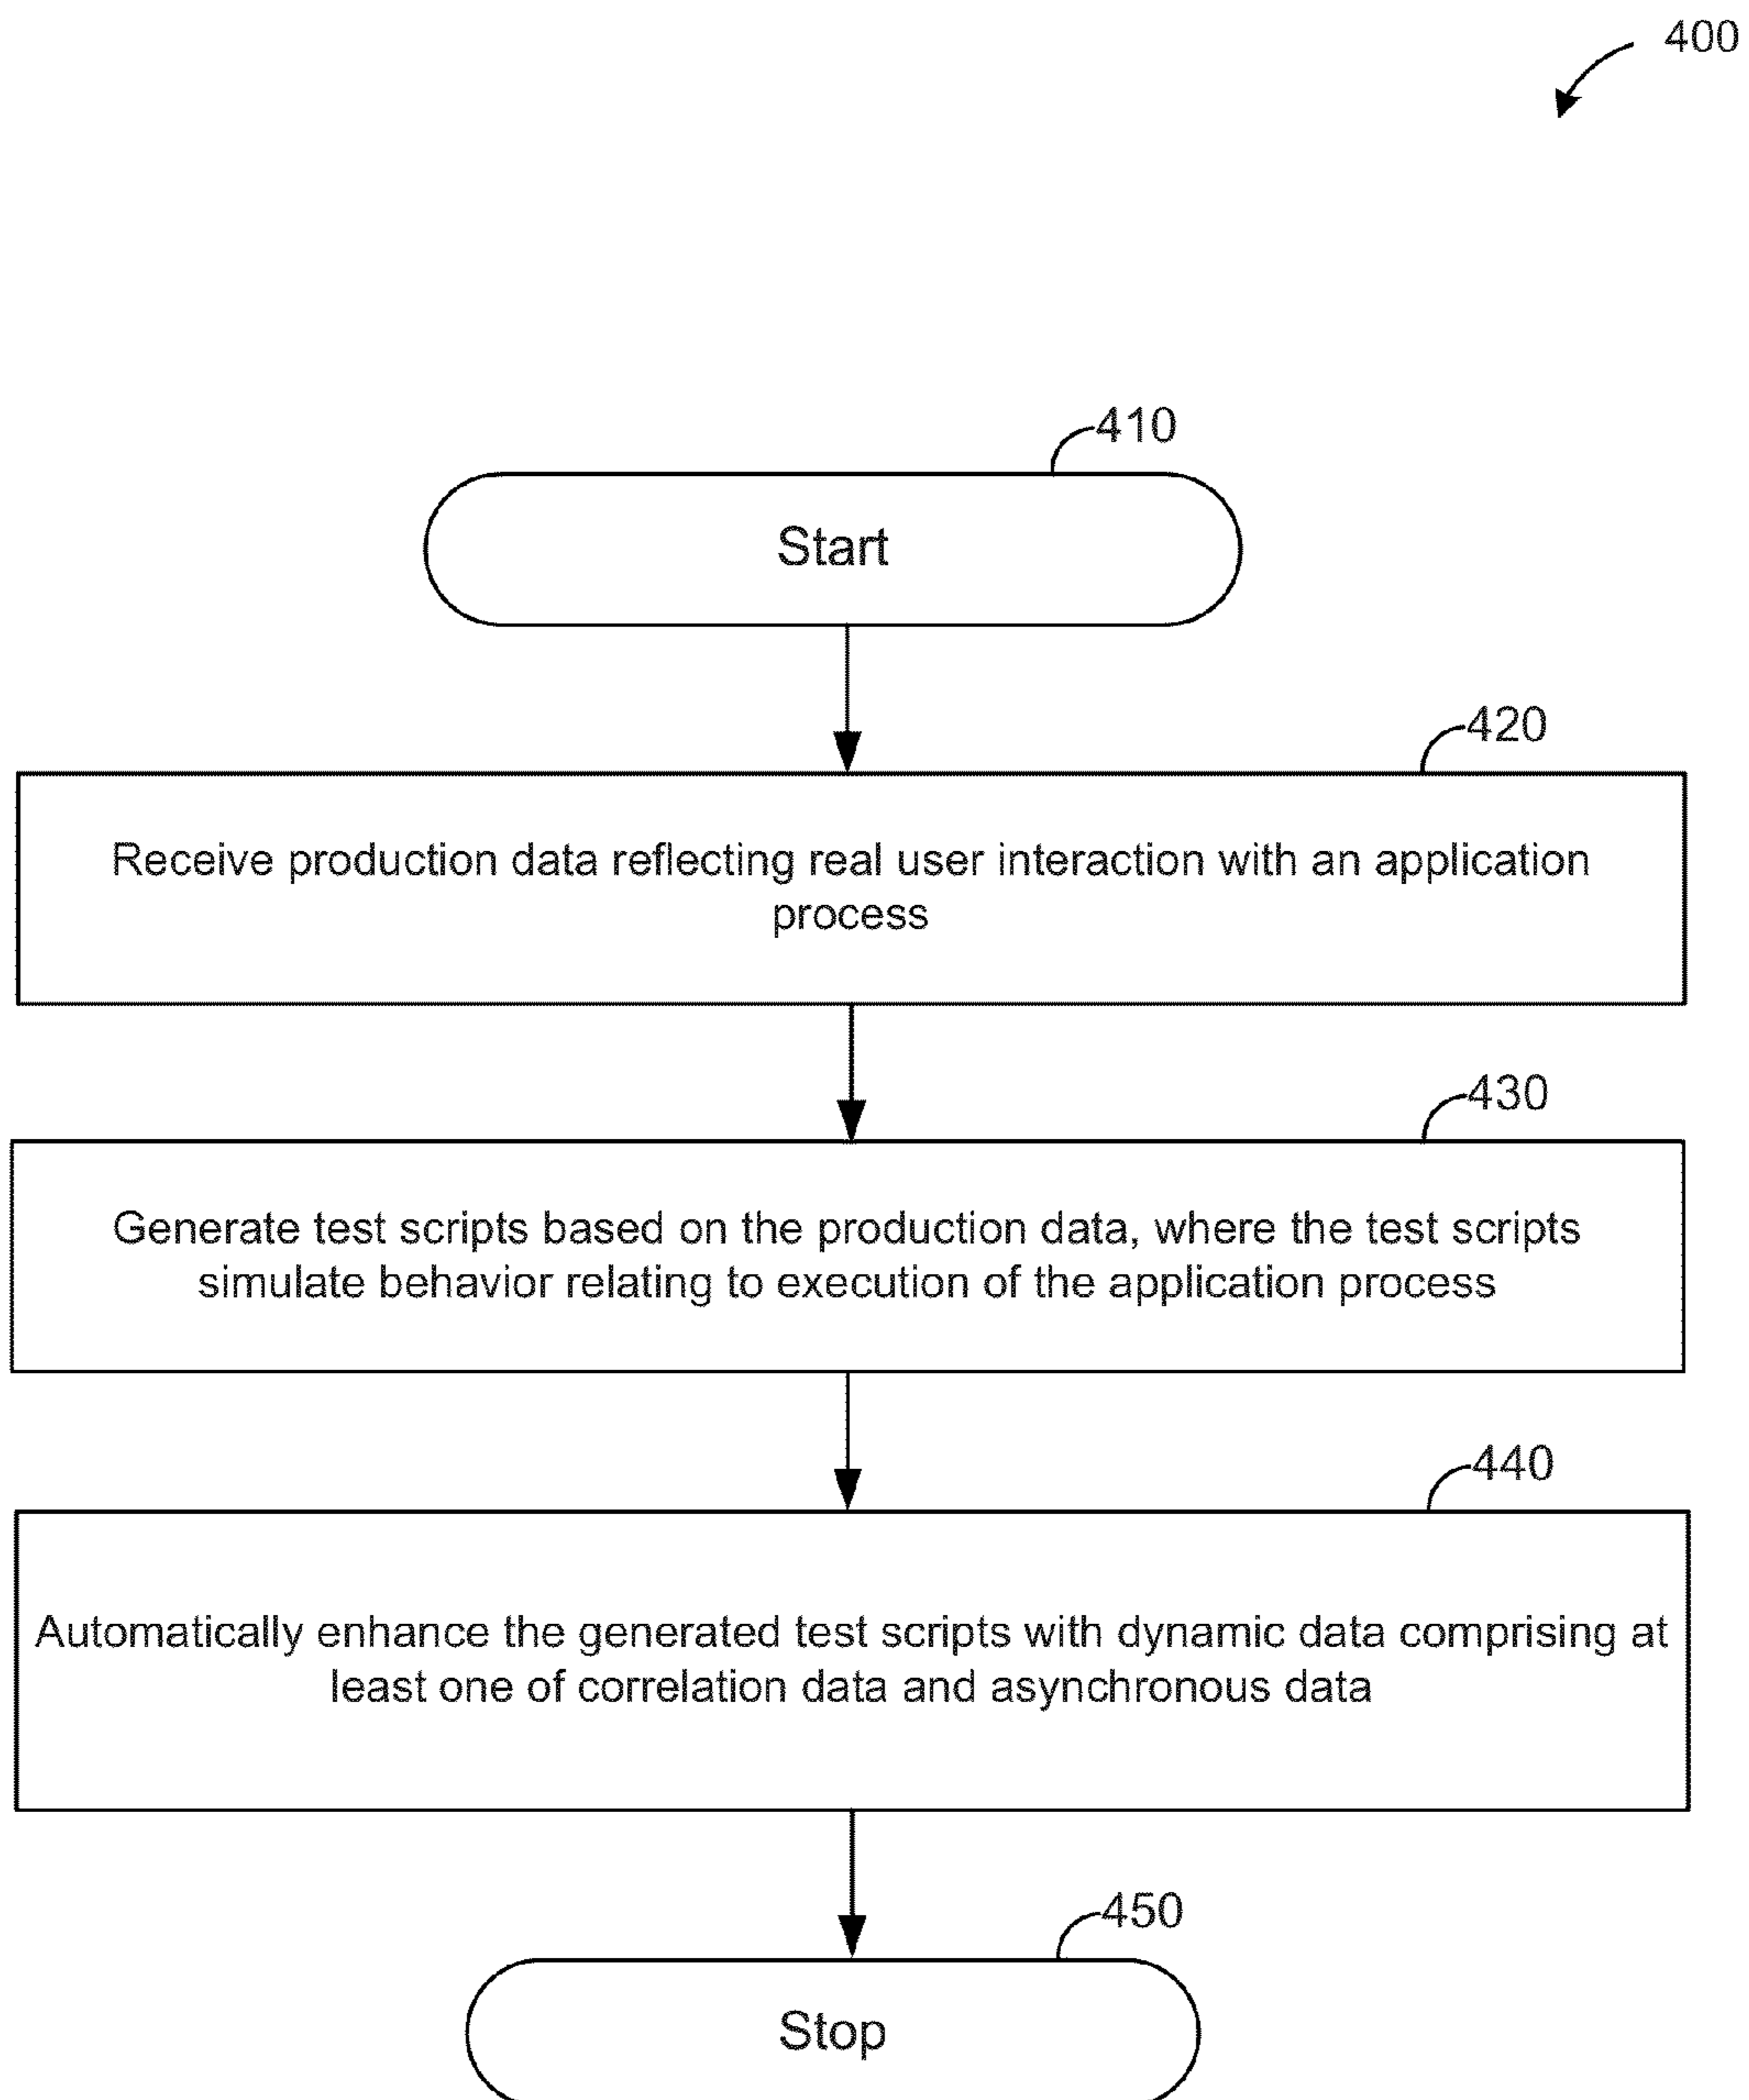 400
410
Start
420
Receive production data reflecting real user interaction with an application
process
430
Generate test scripts based on the production data, where the test scripts
simulate behavior relating to execution of the application process
440
Automatically enhance the generated test scripts with dynamic data comprising at
least one of correlation data and asynchronous data
450
Stop